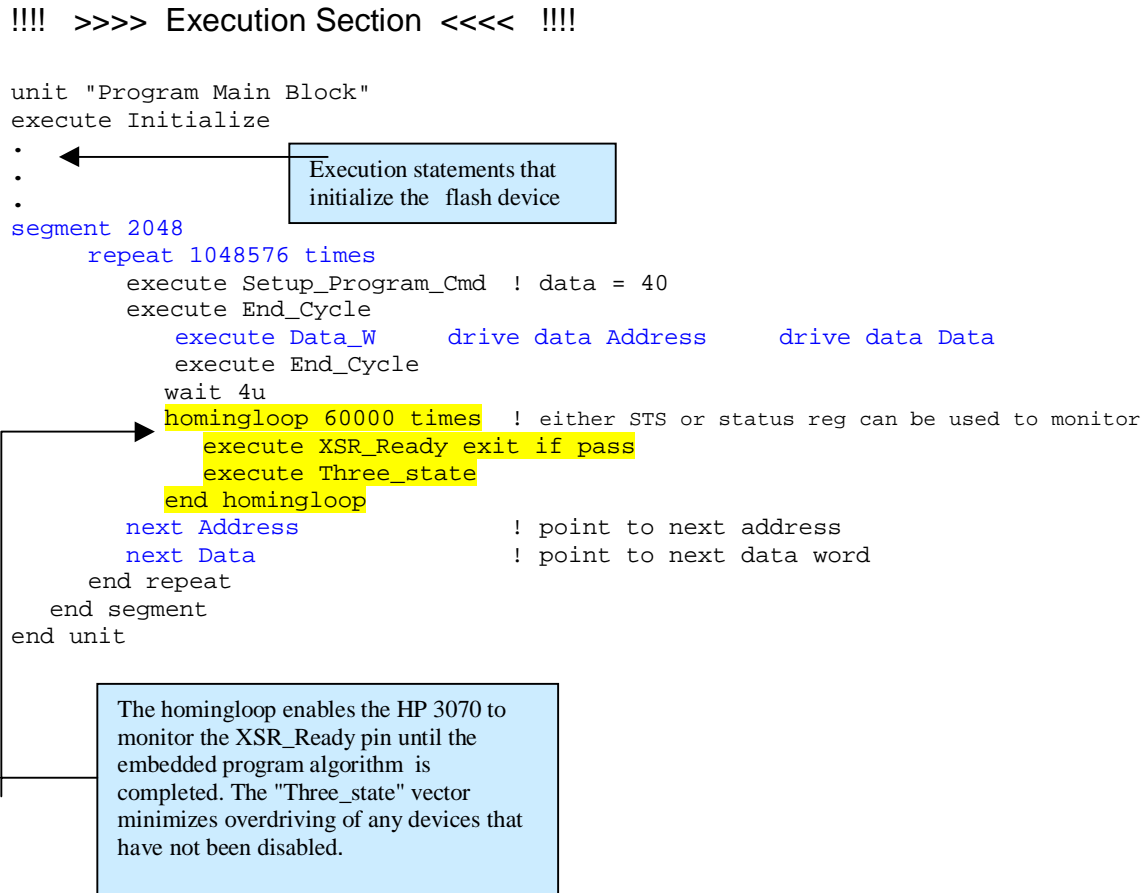 !!!! >>>> Execution Section <<<< !!!!
unit "Program Main Block"
execute Initialize
.
.
.
Execution statements that
initialize the flash device
segment 2048
repeat 1048576 times
execute Setup_Program_Cmd ! data = 40
execute End_Cycle
execute Data_W drive data Address drive data Data
execute End_Cycle
wait 4u
homingloop 60000 times ! either STS or status reg can be used to monitor
execute XSR_Ready exit if pass
execute Three_state
end homingloop
next Address ! point to next address
next Data ! point to next data word
end repeat
end segment
end unit
The homingloop enables the HP 3070 to
monitor the XSR_Ready pin until the
embedded program algorithm is
completed. The "Three_state" vector
minimizes overdriving of any devices that
have not been disabled.